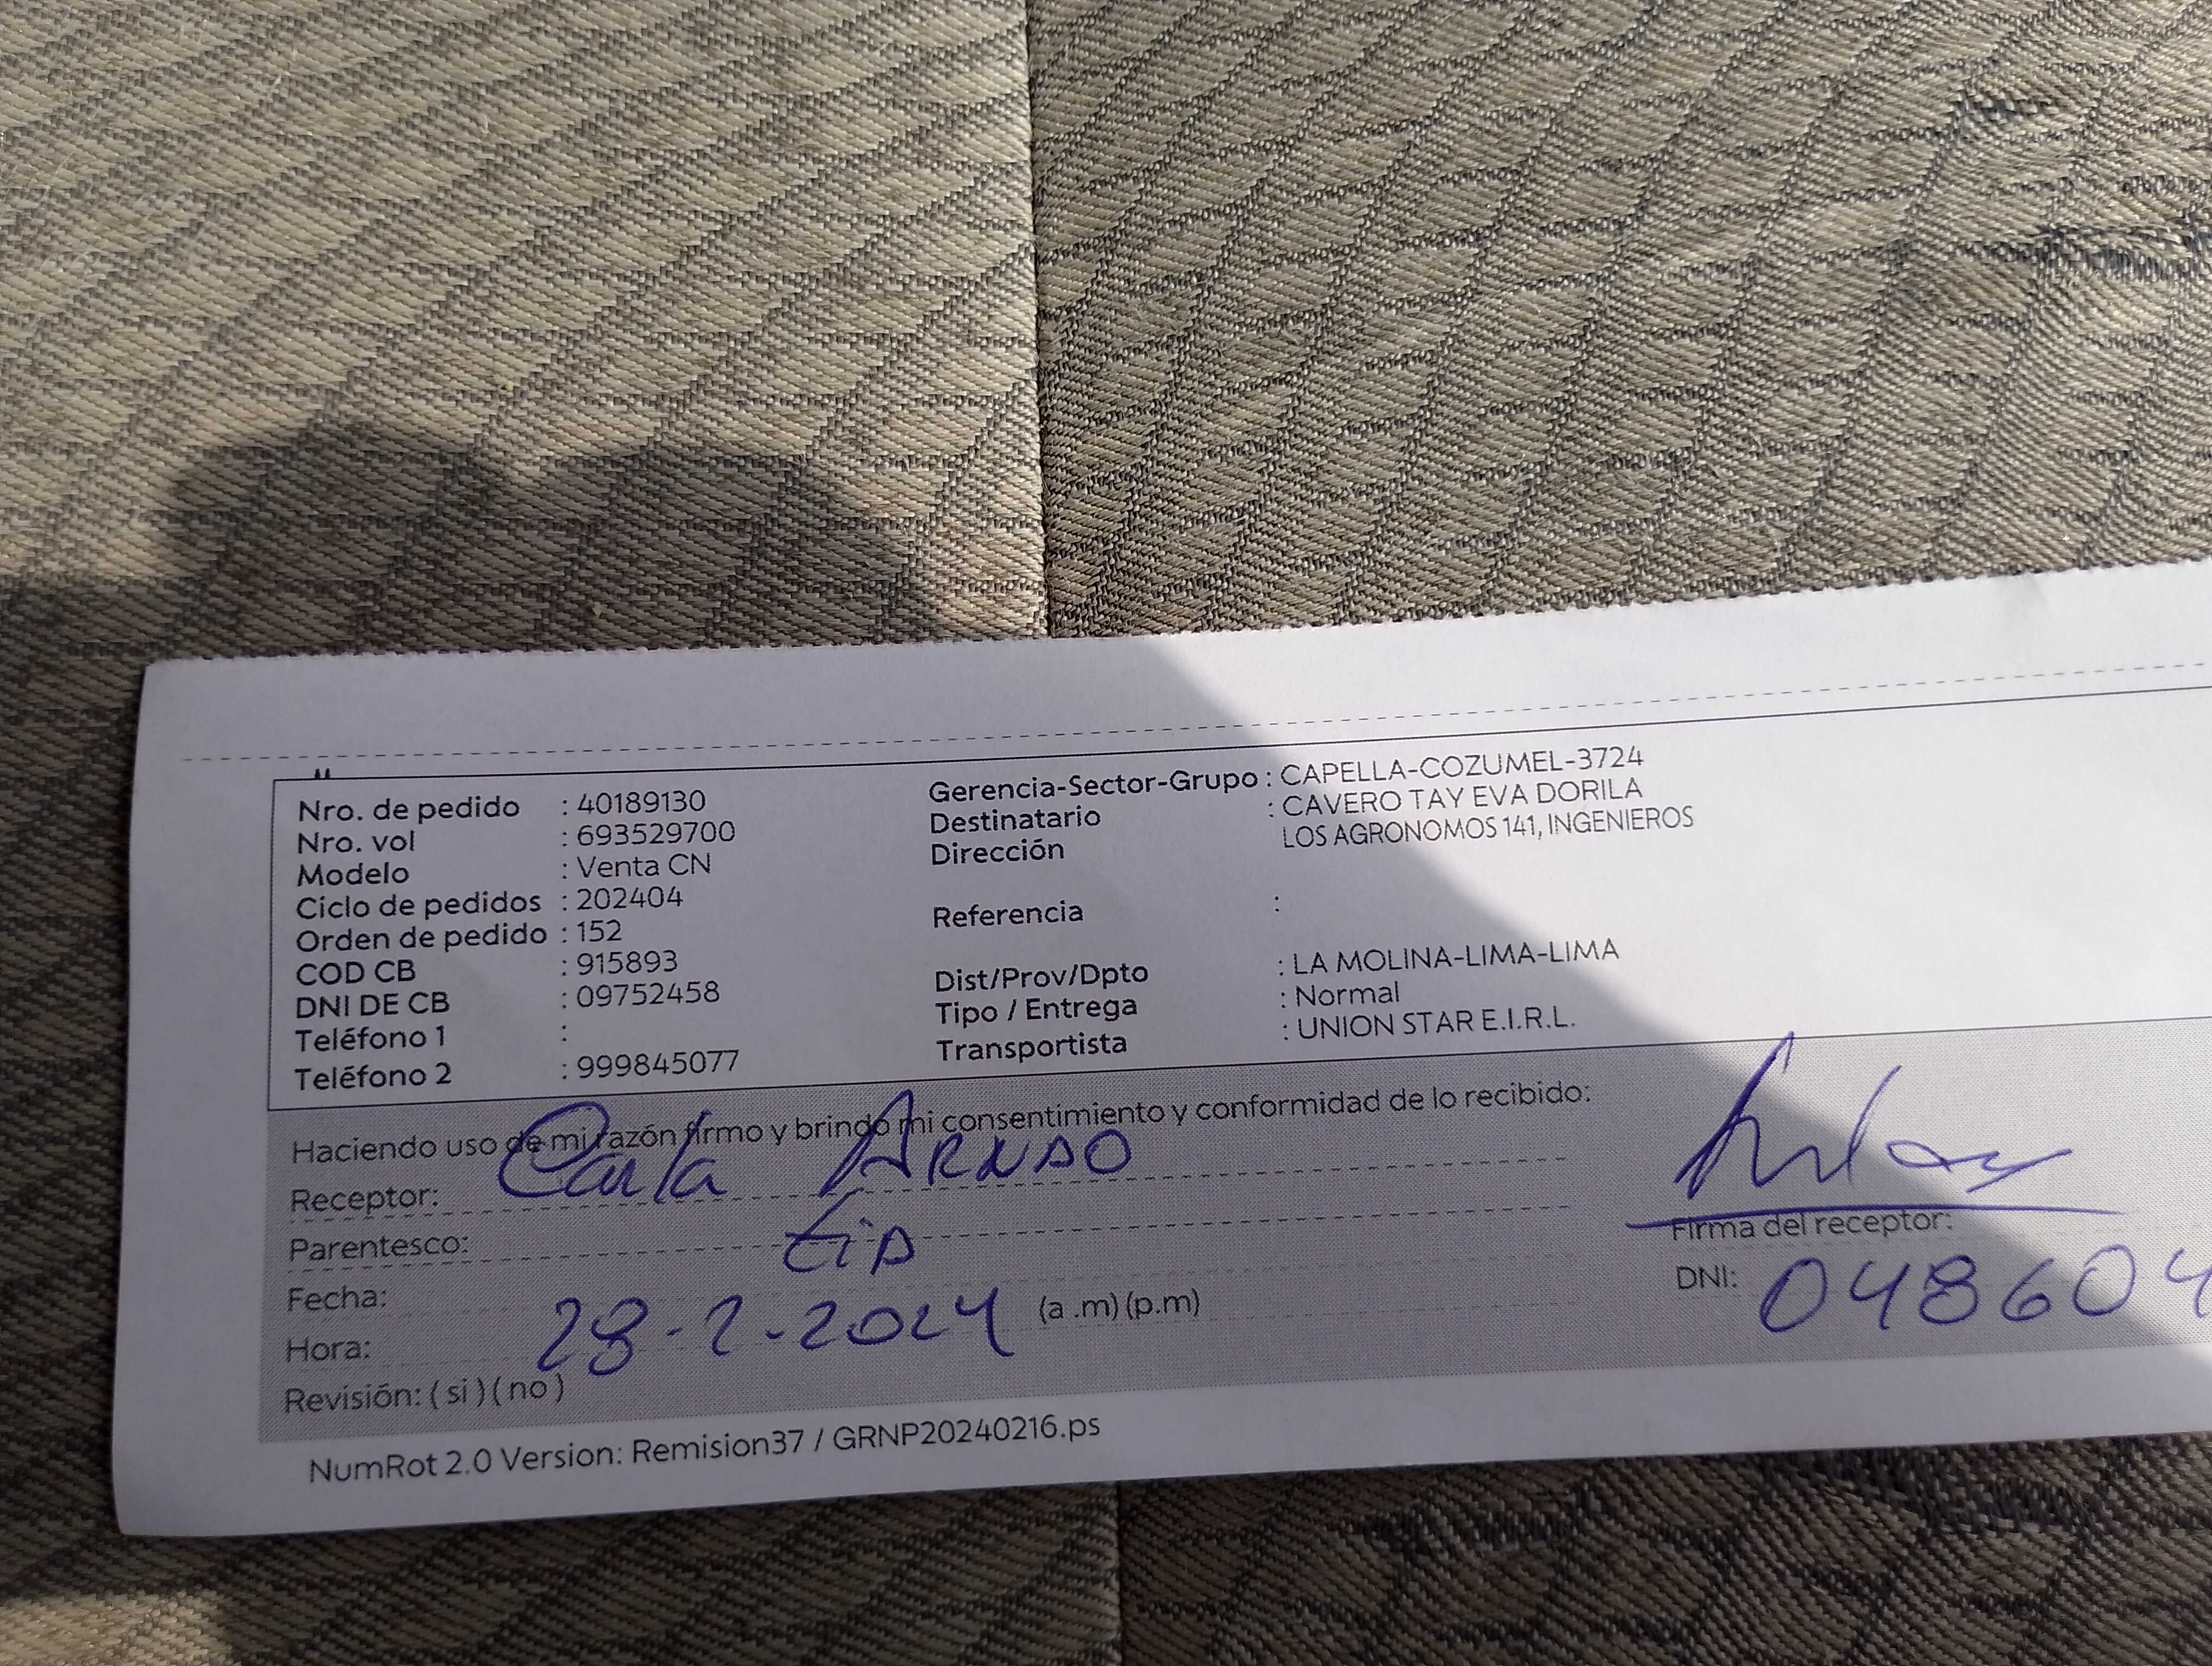 Nro. de pedido : 40189130
Nro. vol : 693529700
Modelo : Venta CN
Ciclo de pedidos : 202404
Orden de pedido : 152
COD CB : 915893
DNI DE CB : 09752458
Teléfono 1 :
Teléfono 2 : 999845077
Gerencia-Sector-Grupo : CAPELLA-COZUMEL-3724
Destinatario : CAVERO TAY EVA DORILA
Dirección LOS AGRONOMOS 141, INGENIEROS
Referencia :
Dist/Prov/Dpto : LA MOLINA-LIMA-LIMA
Tipo / Entrega : Normal
Transportista : UNION STAR E.I.R.L.
Haciendo uso de mi razón firmo y brindo mi consentimiento y conformidad de lo recibido:
Receptor: Carla
Parentesco:
Fecha:
Hora: 28-2-2024 (a .m) (p.m)
Revisión: ( si ) ( no )
Firma del receptor:
DNI: 048604
NumRot 2.0 Version: Remision37 / GRNP20240216.ps